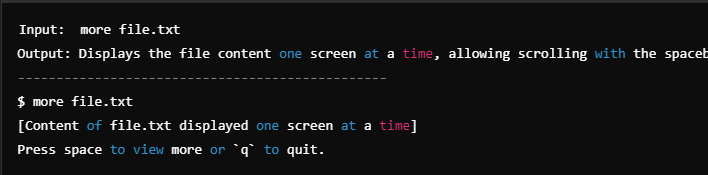 Input:  more file.txt
Output: Displays the file content one screen at a time, allowing scrolling with the
------------------------------------------------
$ more file.txt
[Content of file.txt displayed one screen at a time]
Press space to view more or `q` to quit.